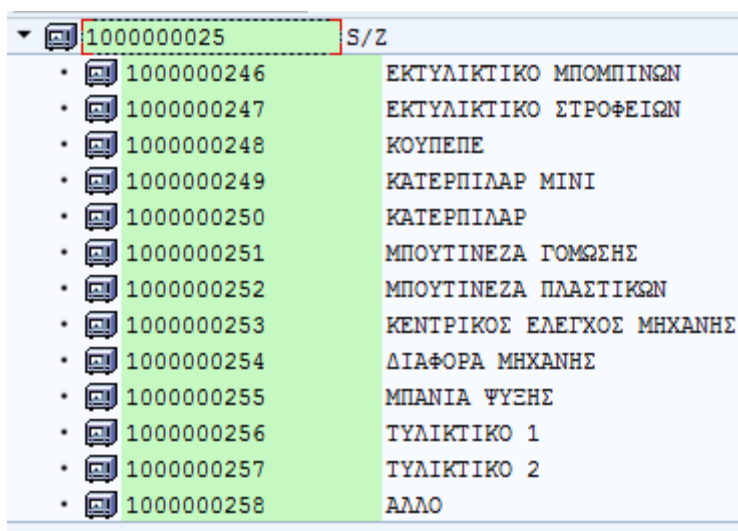 1000000025 S/Z
1000000246 ΕΚΤΥΛΙΚΤΙΚΟ ΜΠΟΜΠΙΝΩΝ
1000000247 ΕΚΤΥΛΙΚΤΙΚΟ ΣΤΡΟΦΕΙΩΝ
1000000248 ΚΟΥΠΕΠΕ
1000000249 ΚΑΤΕΡΠΙΛΑΡ ΜΙΝΙ
1000000250 ΚΑΤΕΡΠΙΛΑΡ
1000000251 ΜΠΟΥΤΙΝΕΖΑ ΓΟΜΩΣΗΣ
1000000252 ΜΠΟΥΤΙΝΕΖΑ ΠΛΑΣΤΙΚΩΝ
1000000253 ΚΕΝΤΡΙΚΟΣ ΕΛΕΓΧΟΣ ΜΗΧΑΝΗΣ
1000000254 ΔΙΑΦΟΡΑ ΜΗΧΑΝΗΣ
1000000255 ΜΠΑΝΙΑ ΨΥΞΗΣ
1000000256 ΤΥΛΙΚΤΙΚΟ 1
1000000257 ΤΥΛΙΚΤΙΚΟ 2
1000000258 ΑΛΛΟ